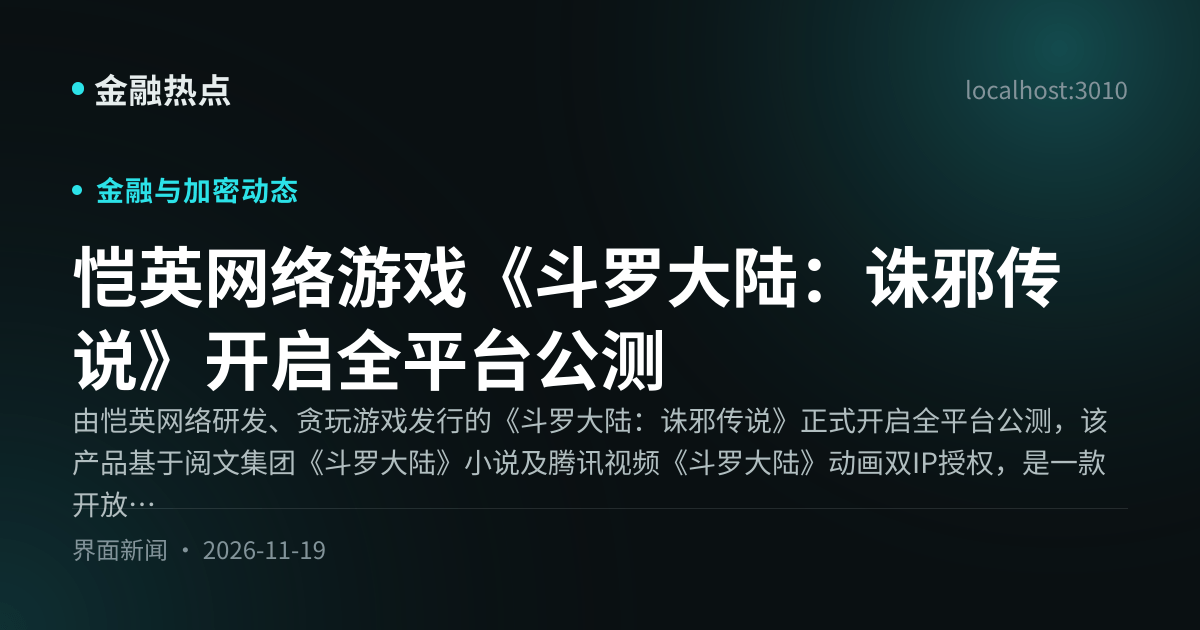 金融热点
localhost:3010
金融与加密动态
恺英网络游戏《斗罗大陆：诛邪传
说》开启全平台公测
由恺英网络研发、贪玩游戏发行的《斗罗大陆：诛邪传说》正式开启全平台公测，该
产品基于阅文集团《斗罗大陆》小说及腾讯视频《斗罗大陆》动画双IP授权，是一款
开放…
界面新闻 • 2026-11-19